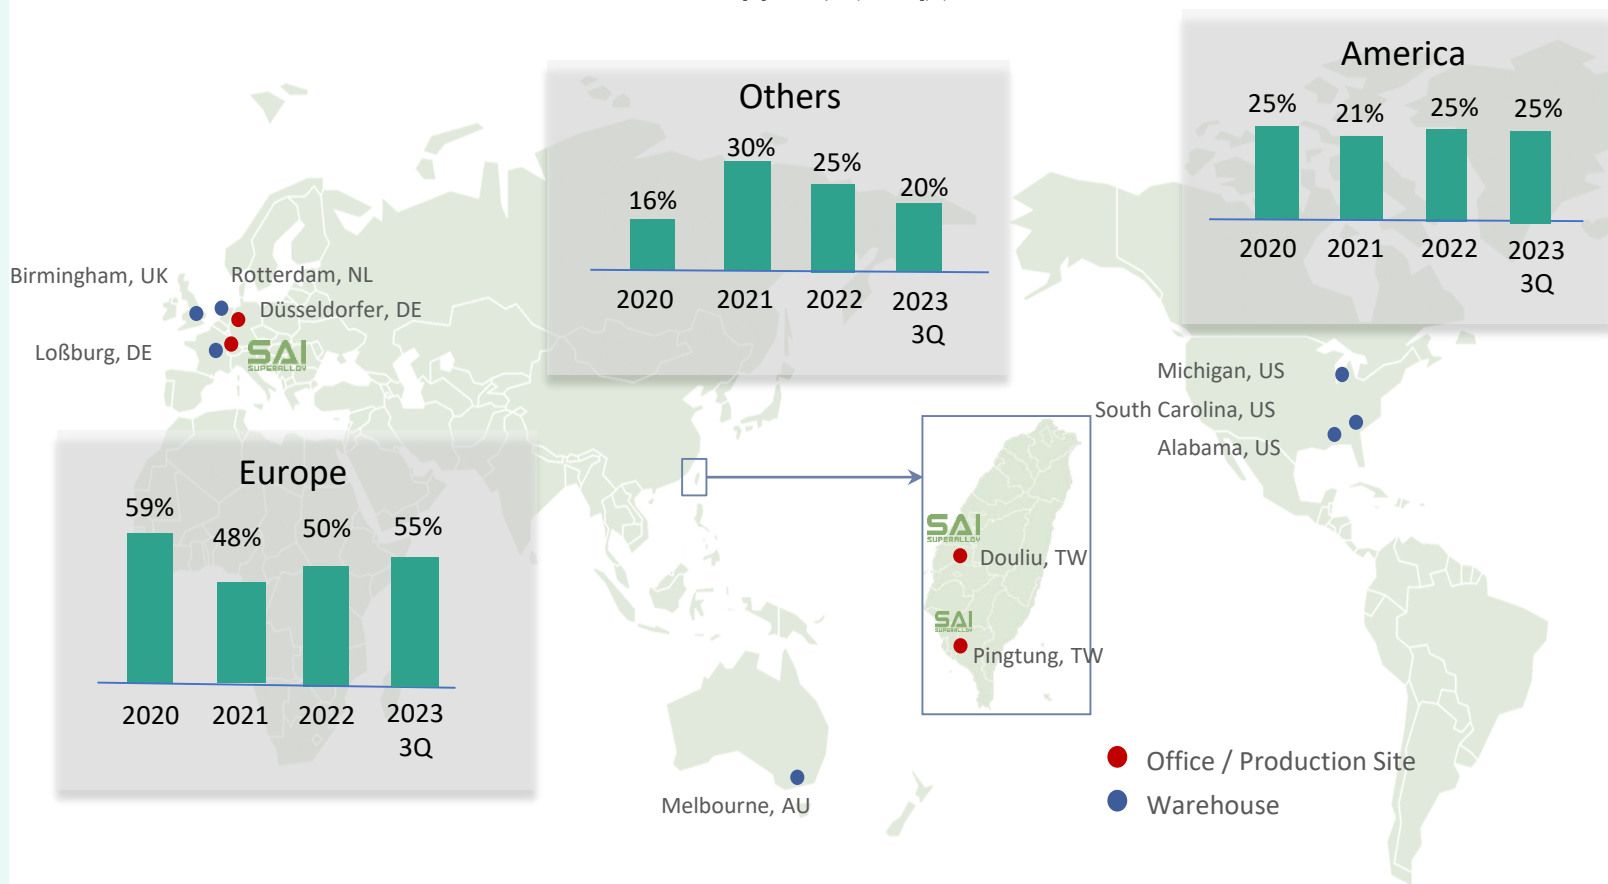 America
25%
21%
25%
25%
2020
2021
2022
2023
3Q
Others
16%
30%
25%
20%
2020
2021
2022
2023
3Q
Birmingham, UK
Rotterdam, NL
Düsseldorfer, DE
Loßburg, DE
SAI
SUPERALLOY
Michigan, US
South Carolina, US
Alabama, US
Europe
59%
48%
50%
55%
2020
2021
2022
2023
3Q
SAI
SUPERALLOY
Douliu, TW
SAI
SUPERALLOY
Pingtung, TW
Melbourne, AU
Office / Production Site
Warehouse